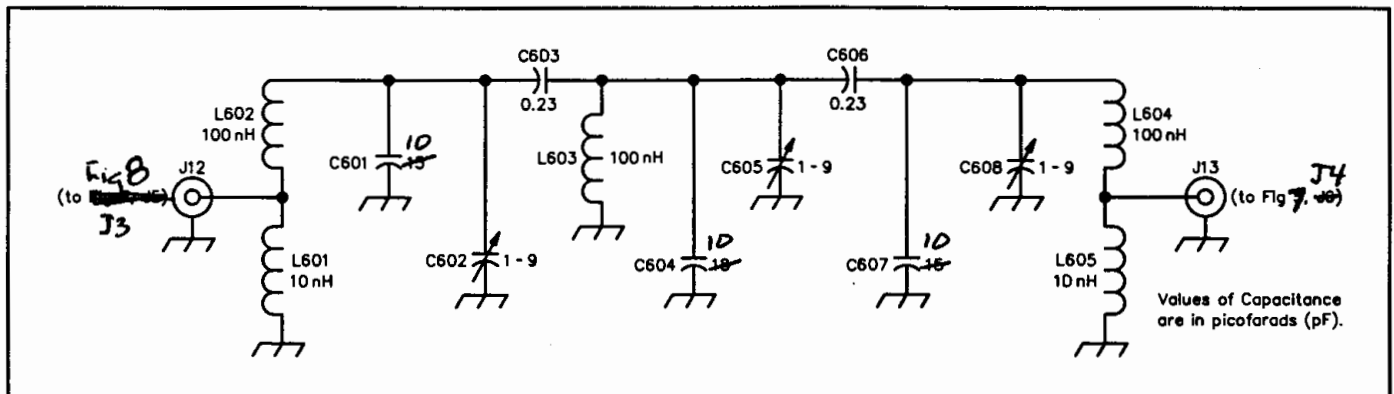 C603
0.23
C606
0.23
L602
100 nH
L604
100 nH
C601
10
15
L603
100 nH
C605
1 - 9
C608
1 - 9
Fig 8
J12
(to
J3
J13
J4
(to Fig 7, J6)
L601
10 nH
C602
1 - 9
C604
10
18
C607
10
15
L605
10 nH
Values of Capacitance
are in picofarads (pF).